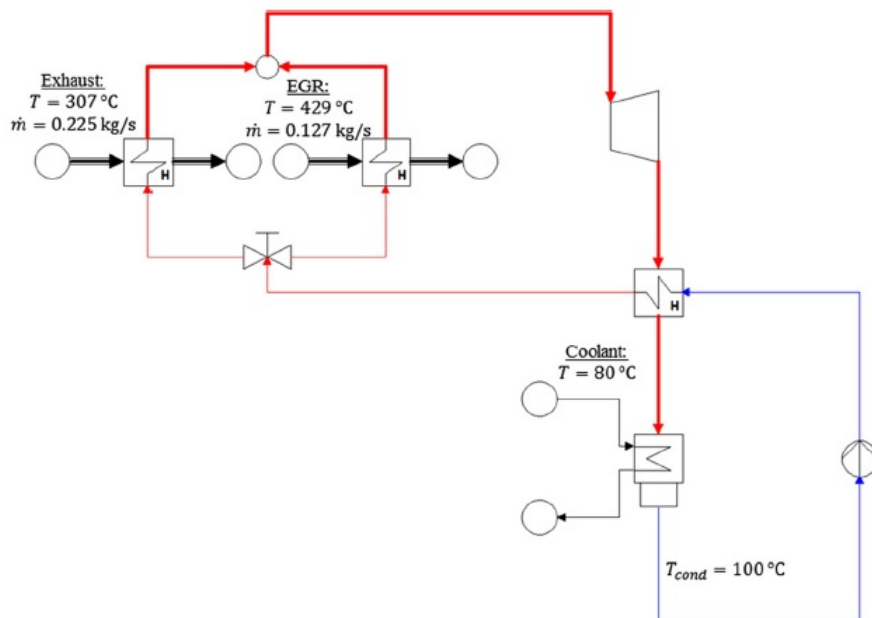 Exhaust:
T = 307 °C
ṁ = 0.225 kg/s
EGR:
T = 429 °C
ṁ = 0.127 kg/s
H
H
H
Coolant:
T = 80 °C
T_cond = 100 °C